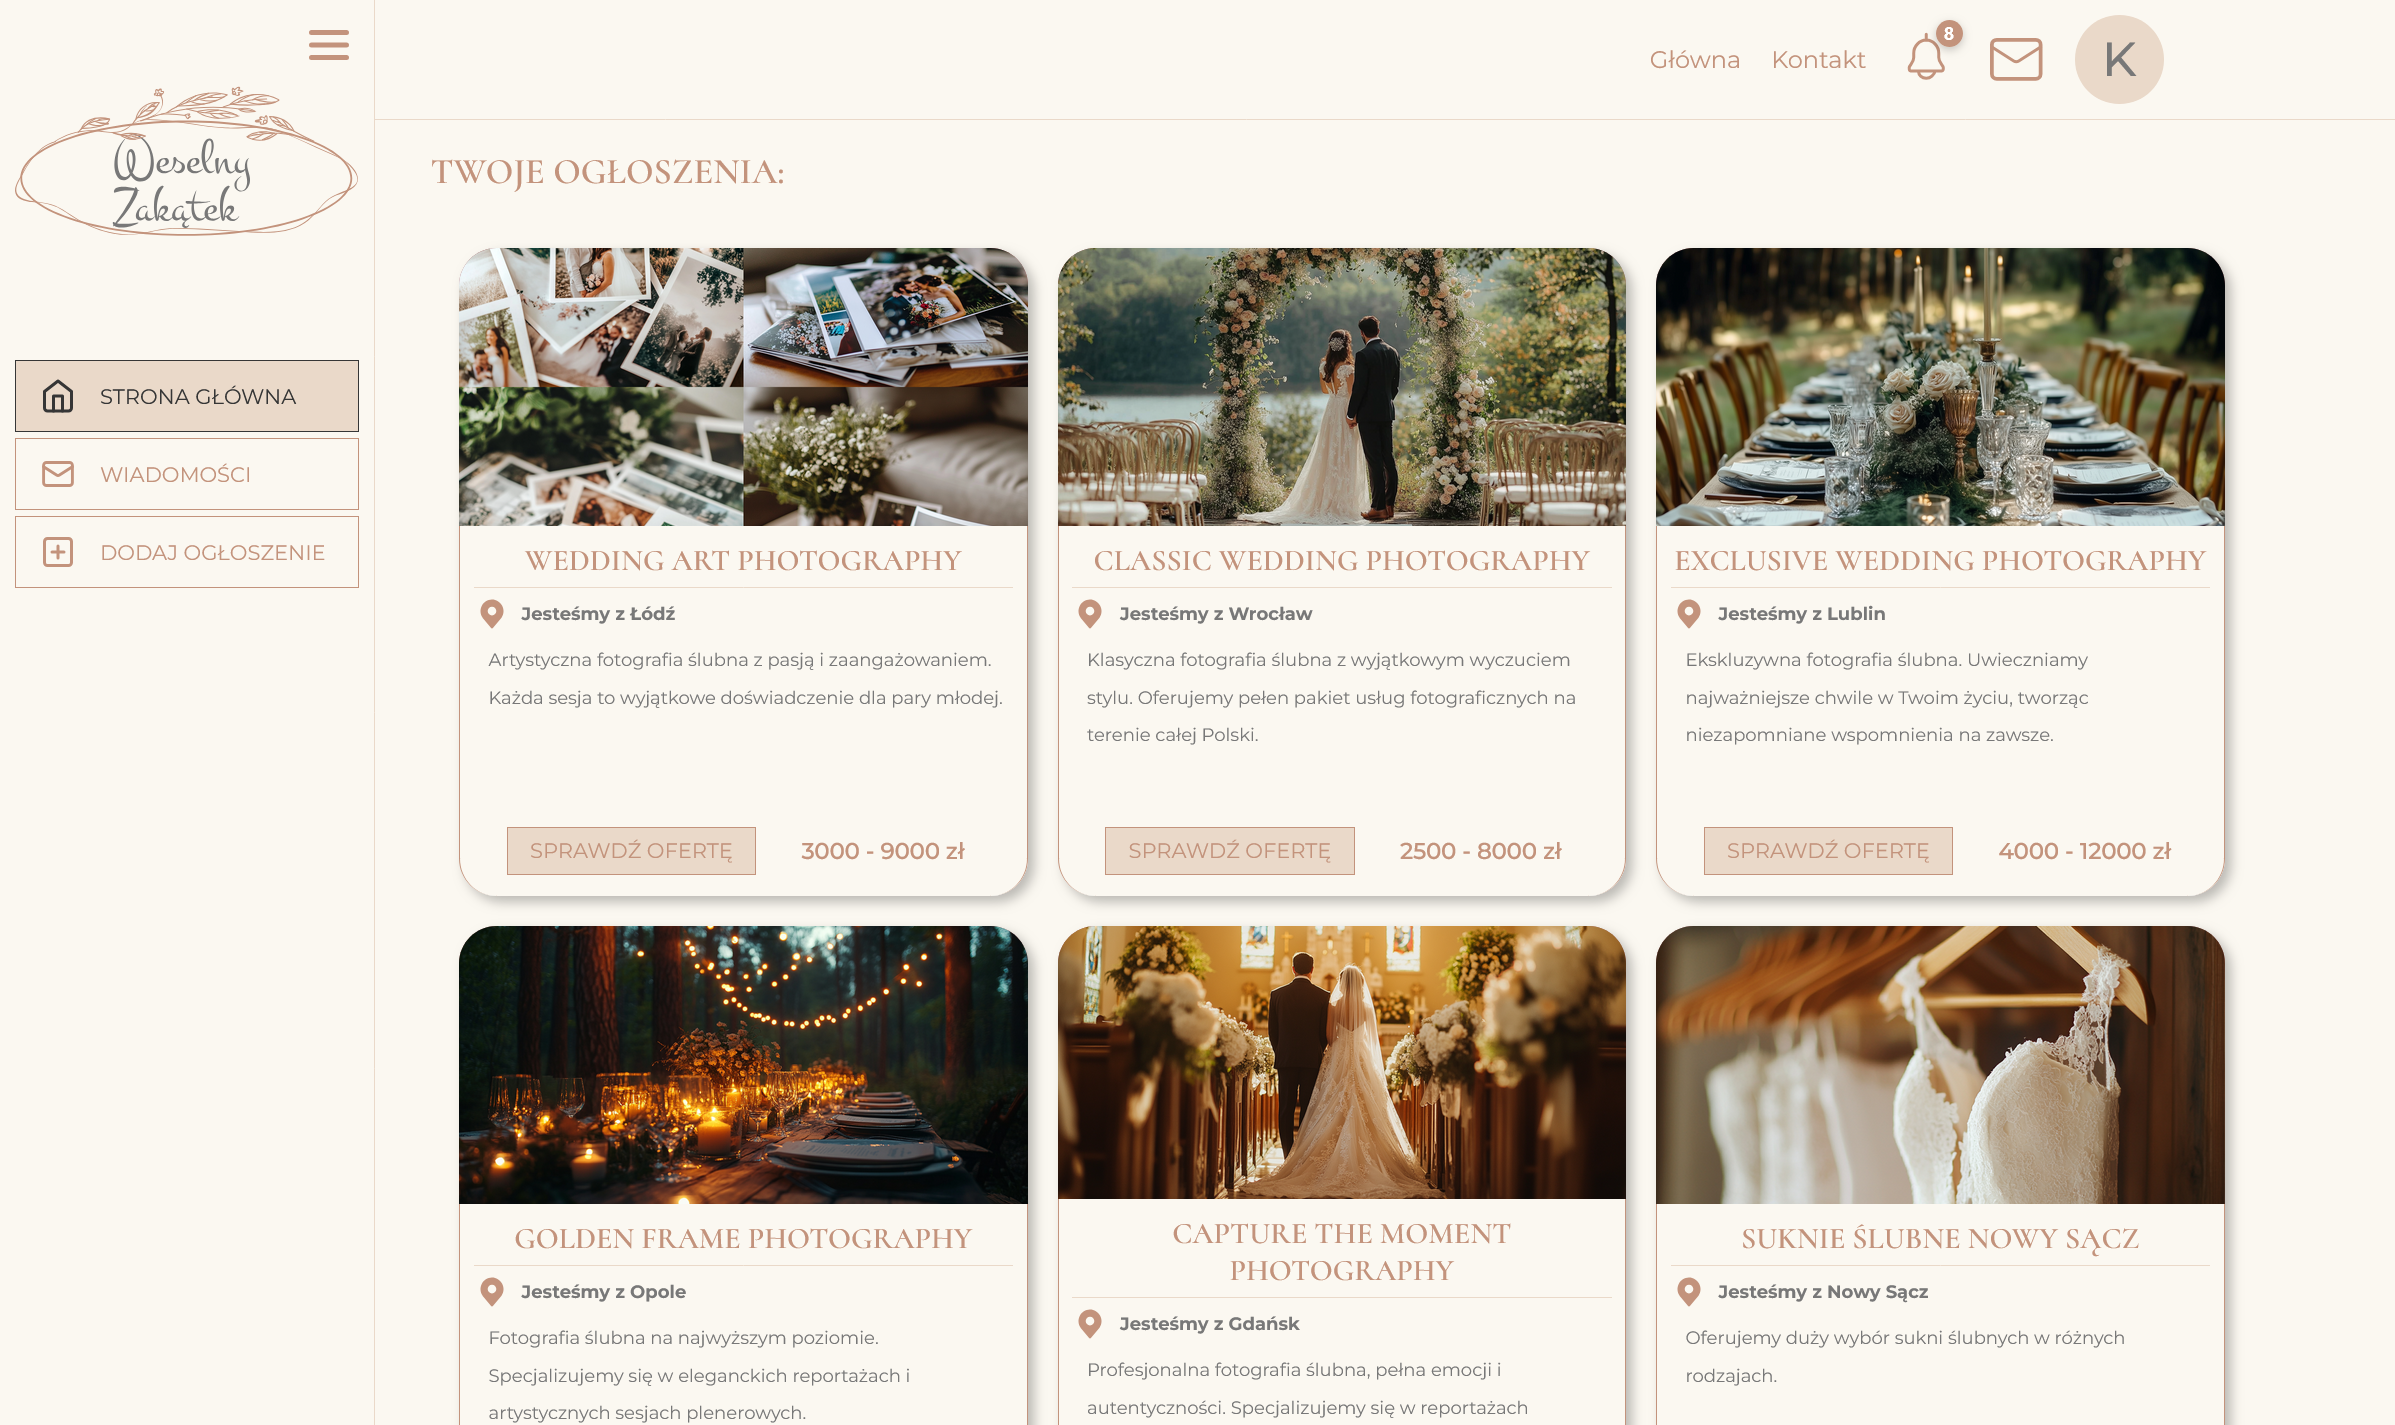 Główna Kontakt 8 K
Weselny
Zakątek
STRONA GŁÓWNA
WIADOMOŚCI
DODAJ OGŁOSZENIE
TWOJE OGŁOSZENIA:
WEDDING ART PHOTOGRAPHY
Jesteśmy z Łódź
Artystyczna fotografia ślubna z pasją i zaangażowaniem.
Każda sesja to wyjątkowe doświadczenie dla pary młodej.
SPRAWDŹ OFERTĘ 3000 - 9000 zł
CLASSIC WEDDING PHOTOGRAPHY
Jesteśmy z Wrocław
Klasyczna fotografia ślubna z wyjątkowym wyczuciem
stylu. Oferujemy pełen pakiet usług fotograficznych na
terenie całej Polski.
SPRAWDŹ OFERTĘ 2500 - 8000 zł
EXCLUSIVE WEDDING PHOTOGRAPHY
Jesteśmy z Lublin
Ekskluzywna fotografia ślubna. Uwieczniamy
najważniejsze chwile w Twoim życiu, tworząc
niezapomniane wspomnienia na zawsze.
SPRAWDŹ OFERTĘ 4000 - 12000 zł
GOLDEN FRAME PHOTOGRAPHY
Jesteśmy z Opole
Fotografia ślubna na najwyższym poziomie.
Specjalizujemy się w eleganckich reportażach i
artystycznych sesjach plenerowych.
CAPTURE THE MOMENT
PHOTOGRAPHY
Jesteśmy z Gdańsk
Profesjonalna fotografia ślubna, pełna emocji i
autentyczności. Specjalizujemy się w reportażach
SUKNIE ŚLUBNE NOWY SĄCZ
Jesteśmy z Nowy Sącz
Oferujemy duży wybór sukni ślubnych w różnych
rodzajach.